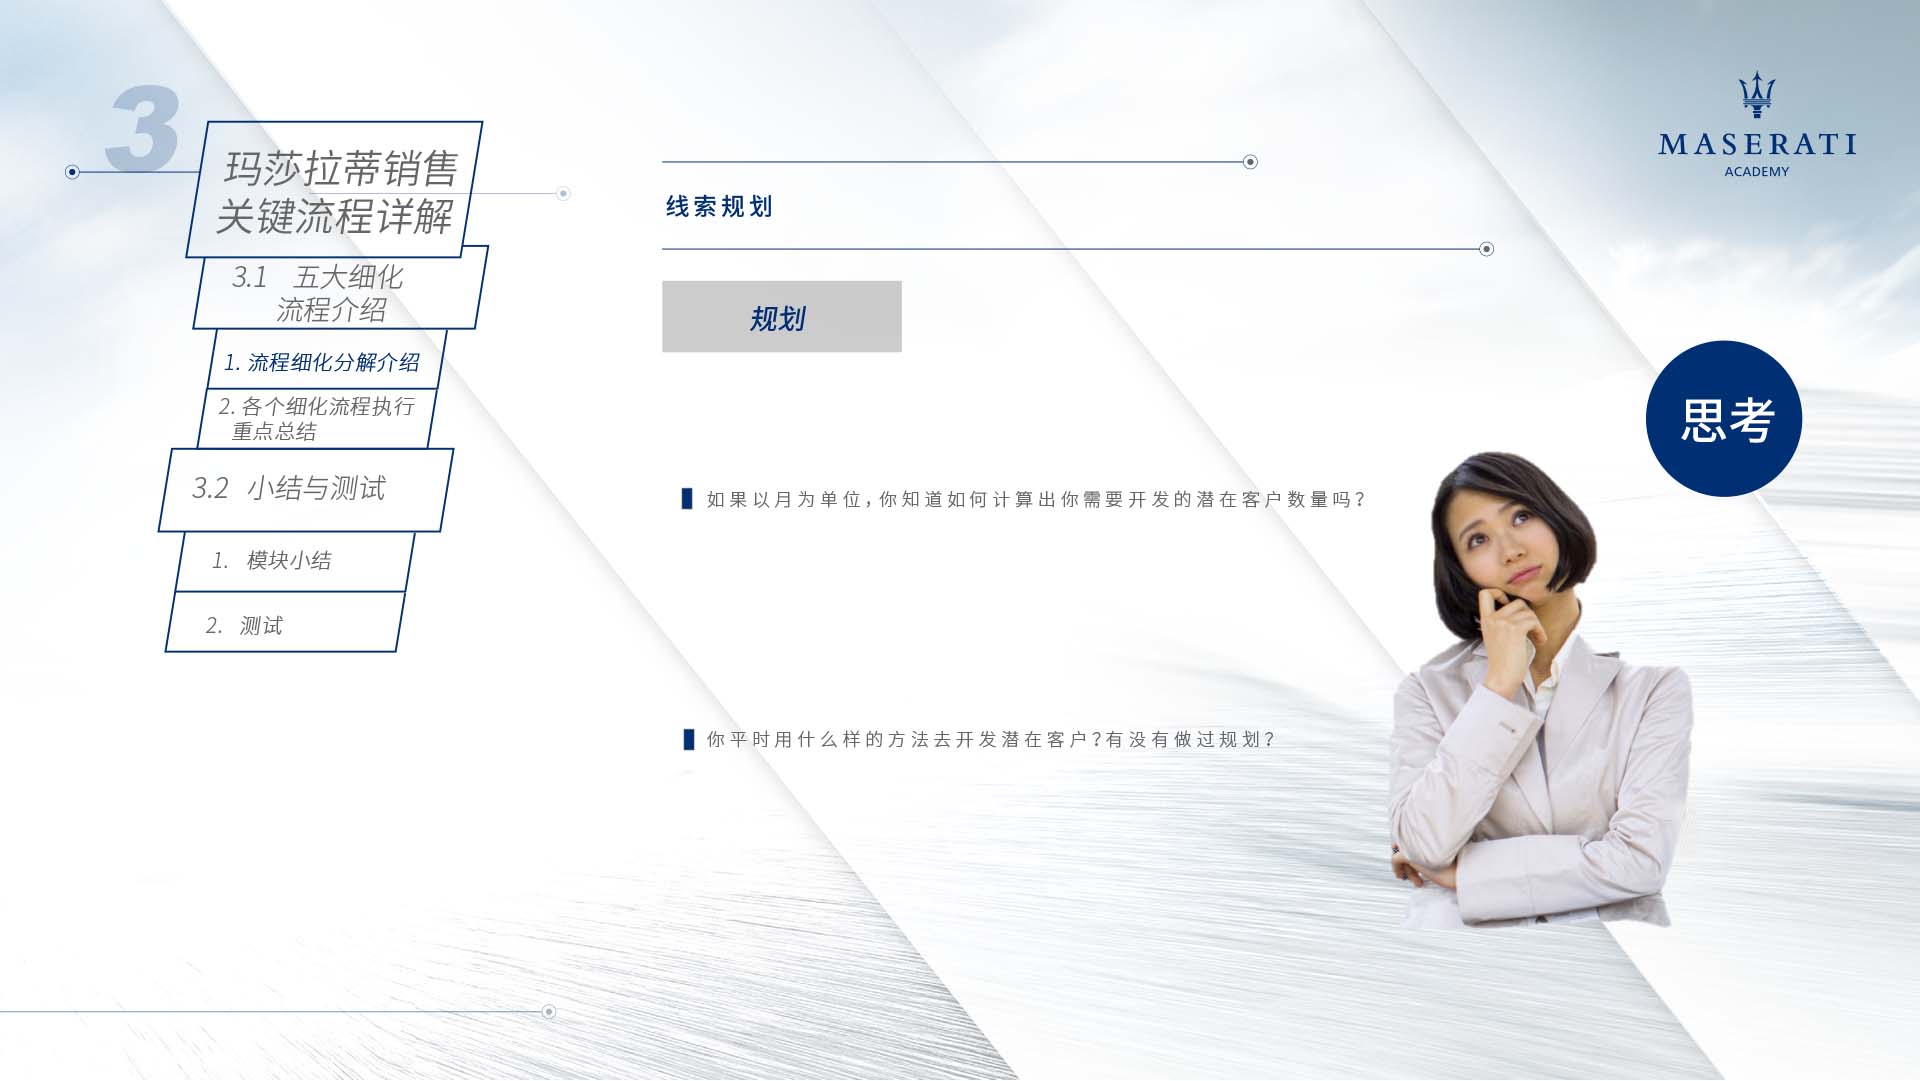 3
玛莎拉蒂销售
关键流程详解
3.1 五大细化
流程介绍
1. 流程细化分解介绍
2. 各个细化流程执行
重点总结
3.2 小结与测试
1. 模块小结
2. 测试
MASERATI
ACADEMY
线索规划
规划
思考
如果以月为单位,你知道如何计算出你需要开发的潜在客户数量吗?
你平时用什么样的方法去开发潜在客户?有没有做过规划?